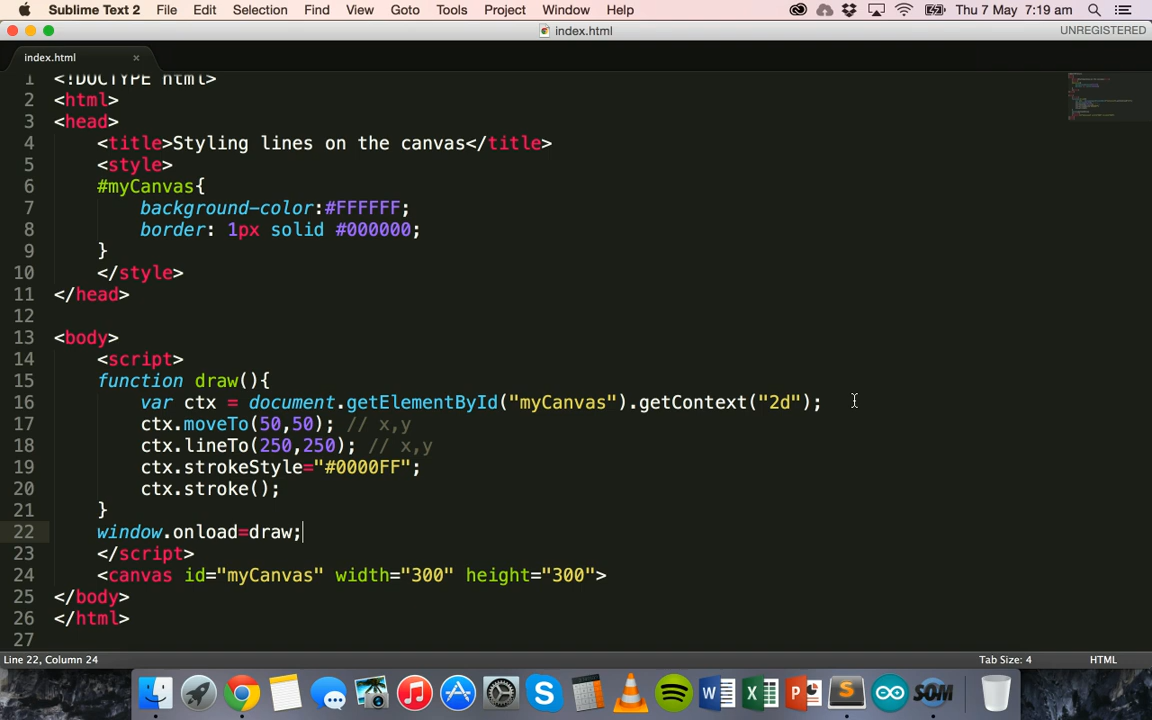 Sublime Text 2 File Edit Selection Find View Goto Tools Project Window Help Thu 7 May 7:19 am
index.html UNREGISTERED
index.html ×
1 <!DOCTYPE html>
2 <html>
3 <head>
4 <title>Styling lines on the canvas</title>
5 <style>
6 #myCanvas{
7 background-color:#FFFFFF;
8 border: 1px solid #000000;
9 }
10 </style>
11 </head>
12
13 <body>
14 <script>
15 function draw(){
16 var ctx = document.getElementById("myCanvas").getContext("2d");
17 ctx.moveTo(50,50); // x,y
18 ctx.lineTo(250,250); // x,y
19 ctx.strokeStyle="#0000FF";
20 ctx.stroke();
21 }
22 window.onload=draw;
23 </script>
24 <canvas id="myCanvas" width="300" height="300">
25 </body>
26 </html>
27
Line 22, Column 24 Tab Size: 4 HTML
SOM